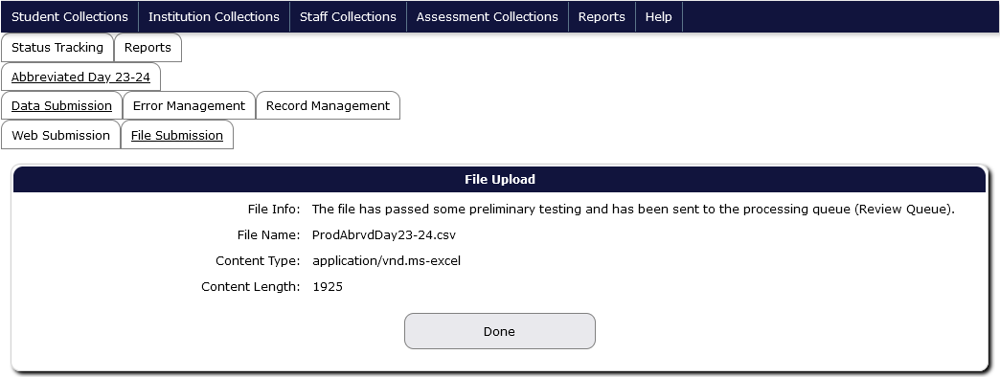 Student Collections Institution Collections Staff Collections Assessment Collections Reports Help
Status Tracking Reports
Abbreviated Day 23-24
Data Submission Error Management Record Management
Web Submission File Submission
File Upload
File Info: The file has passed some preliminary testing and has been sent to the processing queue (Review Queue).
File Name: ProdAbrvdDay23-24.csv
Content Type: application/vnd.ms-excel
Content Length: 1925
Done